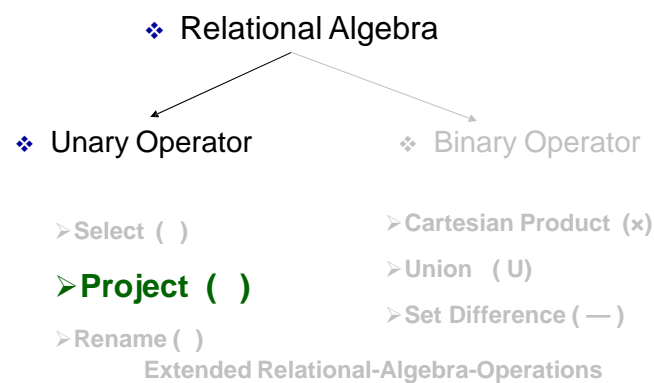 Relational Algebra
Unary Operator
Binary Operator
Select ( )
Project ( )
Rename ( )
Cartesian Product (×)
Union ( U)
Set Difference ( — )
Extended Relational-Algebra-Operations